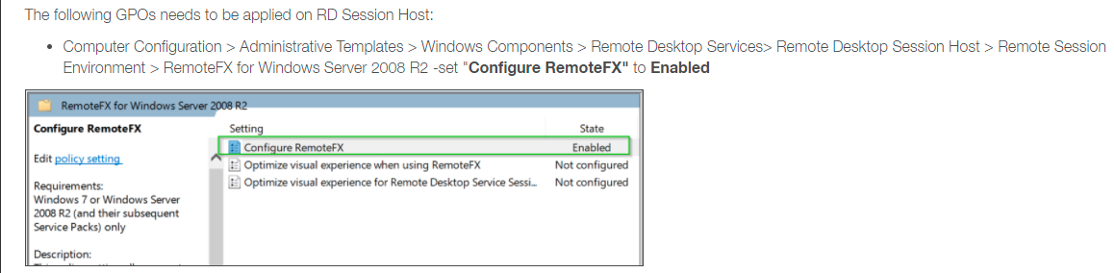 The following GPOs needs to be applied on RD Session Host:
• Computer Configuration > Administrative Templates > Windows Components > Remote Desktop Services> Remote Desktop Session Host > Remote Session
Environment > RemoteFX for Windows Server 2008 R2 -set "Configure RemoteFX" to Enabled
RemoteFX for Windows Server 2008 R2
Configure RemoteFX
Edit policy setting
Requirements:
Windows 7 or Windows Server
2008 R2 (and their subsequent
Service Packs) only
Description:
Setting State
Configure RemoteFX Enabled
Optimize visual experience when using RemoteFX Not configured
Optimize visual experience for Remote Desktop Service Sessi... Not configured